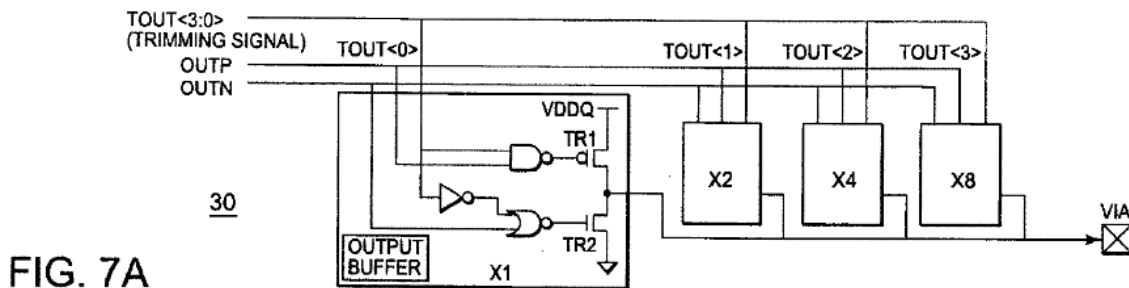 TOUT<3:0>
(TRIMMING SIGNAL)
TOUT<0>
TOUT<1>
TOUT<2>
TOUT<3>
OUTP
OUTN
VDDQ
TR1
X2
X4
X8
30
VIA
TR2
OUTPUT
BUFFER
X1
FIG. 7A